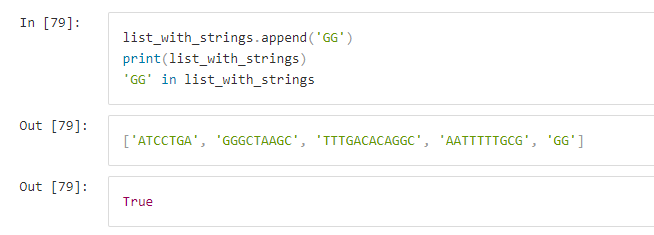 In [79]:
list_with_strings.append('GG')
print(list_with_strings)
'GG' in list_with_strings
Out [79]:
['ATCCTGA', 'GGGCTAAGC', 'TTTGACACAGGC', 'AATTTTTGCG', 'GG']
Out [79]:
True